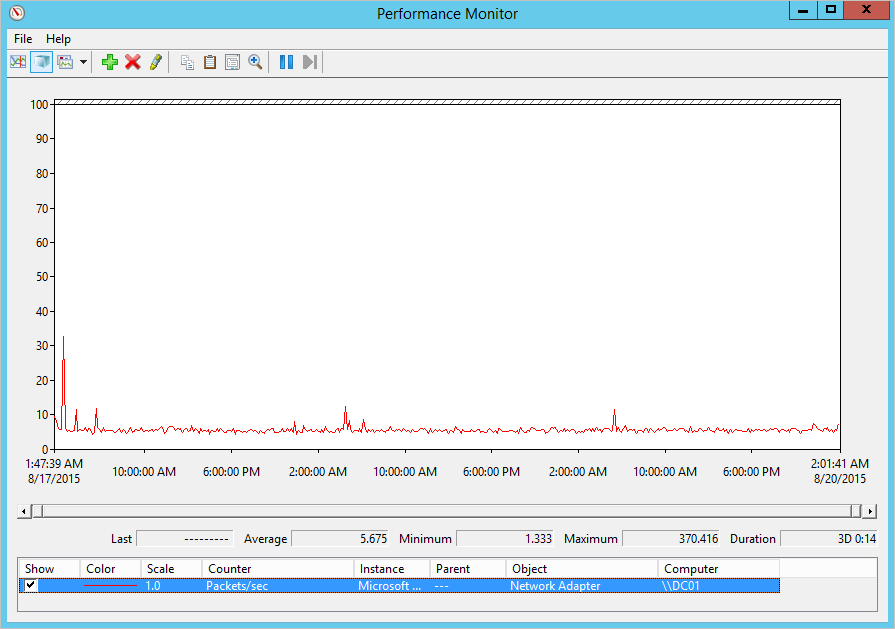 Performance Monitor
File Help
100
90
80
70
60
50
40
30
20
10
0
1:47:39 AM 10:00:00 AM 6:00:00 PM 2:00:00 AM 10:00:00 AM 6:00:00 PM 2:00:00 AM 10:00:00 AM 6:00:00 PM 2:01:41 AM
8/17/2015 8/20/2015
Last --------- Average 5.675 Minimum 1.333 Maximum 370.416 Duration 3D 0:14
Show Color Scale Counter Instance Parent Object Computer
1.0 Packets/sec Microsoft ... --- Network Adapter \\DC01